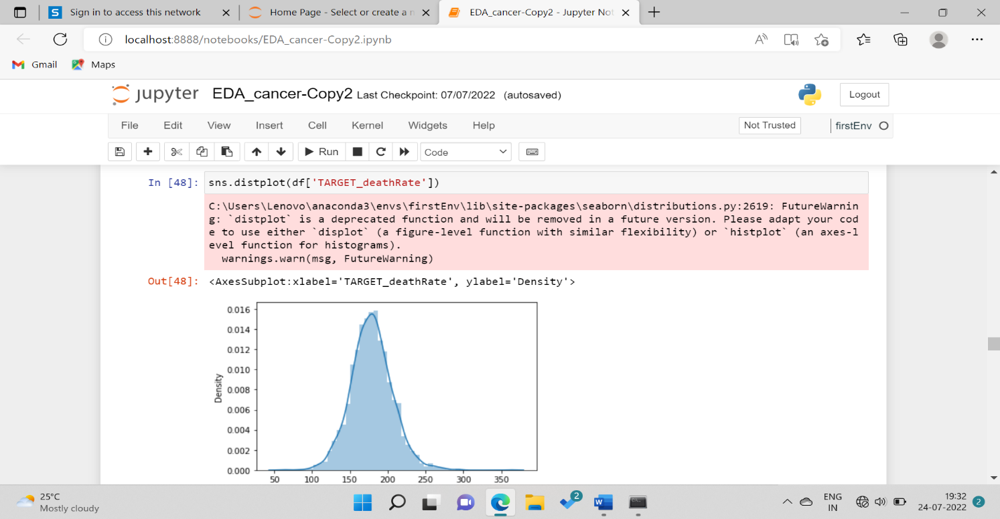 Sign in to access this network
Home Page - Select or create a n
EDA_cancer-Copy2 - Jupyter Not
localhost:8888/notebooks/EDA_cancer-Copy2.ipynb
Gmail
Maps
jupyter
EDA_cancer-Copy2 Last Checkpoint: 07/07/2022 (autosaved)
Logout
File Edit View Insert Cell Kernel Widgets Help
Not Trusted
firstEnv
Run
Code
In [48]: sns.distplot(df['TARGET_deathRate'])
C:\Users\Lenovo\anaconda3\envs\firstEnv\lib\site-packages\seaborn\distributions.py:2619: FutureWarnin
g: `distplot` is a deprecated function and will be removed in a future version. Please adapt your cod
e to use either `displot` (a figure-level function with similar flexibility) or `histplot` (an axes-l
evel function for histograms).
warnings.warn(msg, FutureWarning)
Out[48]: <AxesSubplot:xlabel='TARGET_deathRate', ylabel='Density'>
0.016
0.014
0.012
0.010
0.008
0.006
0.004
0.002
0.000
Density
50 100 150 200 250 300 350
25°C
Mostly cloudy
2
ENG
IN
19:32
24-07-2022
2